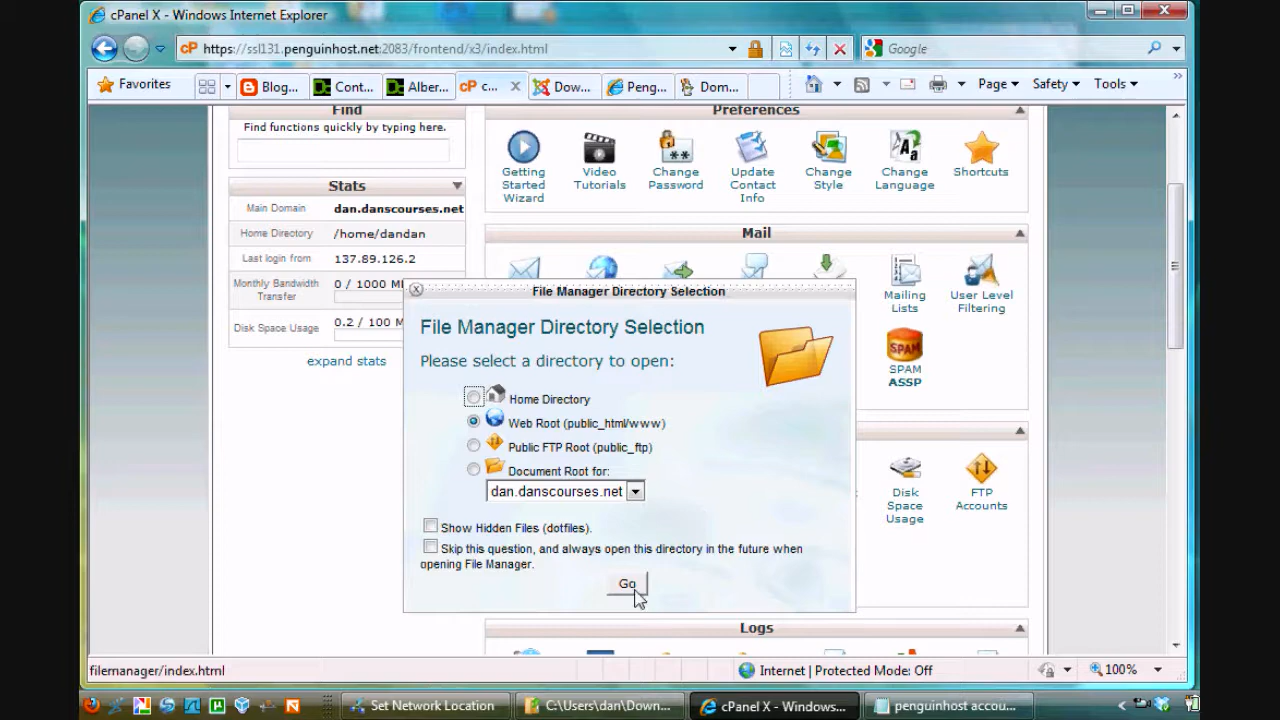 cPanel X - Windows Internet Explorer
https://ssl131.penguinhost.net:2083/frontend/x3/index.html
Google
Favorites
Blog...
Cont...
Alber...
c...
Dow...
Peng...
Dom...
Page
Safety
Tools
Find
Find functions quickly by typing here.
Stats
Main Domain dan.danscourses.net
Home Directory /home/dandan
Last login from 137.89.126.2
Monthly Bandwidth Transfer 0 / 1000 M
Disk Space Usage 0.2 / 100 M
expand stats
Preferences
Getting Started Wizard
Video Tutorials
Change Password
Update Contact Info
Change Style
Change Language
Shortcuts
Mail
Mailing Lists
User Level Filtering
SPAM
SPAM ASSP
File Manager Directory Selection
File Manager Directory Selection
Please select a directory to open:
Home Directory
Web Root (public_html/www)
Public FTP Root (public_ftp)
Document Root for:
dan.danscourses.net
Show Hidden Files (dotfiles).
Skip this question, and always open this directory in the future when
opening File Manager.
Go
Disk Space Usage
FTP Accounts
Logs
filemanager/index.html
Internet | Protected Mode: Off
100%
Set Network Location
C:\Users\dan\Down...
cPanel X - Windows...
penguinhost accou...